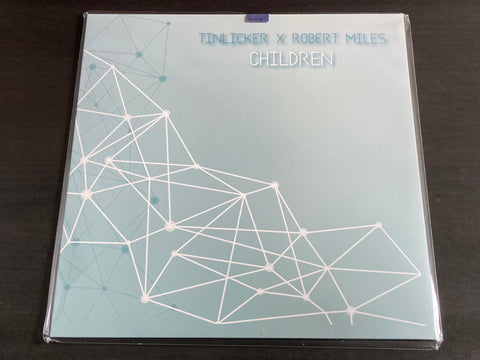 TINLICKER X ROBERT MILES
CHILDREN